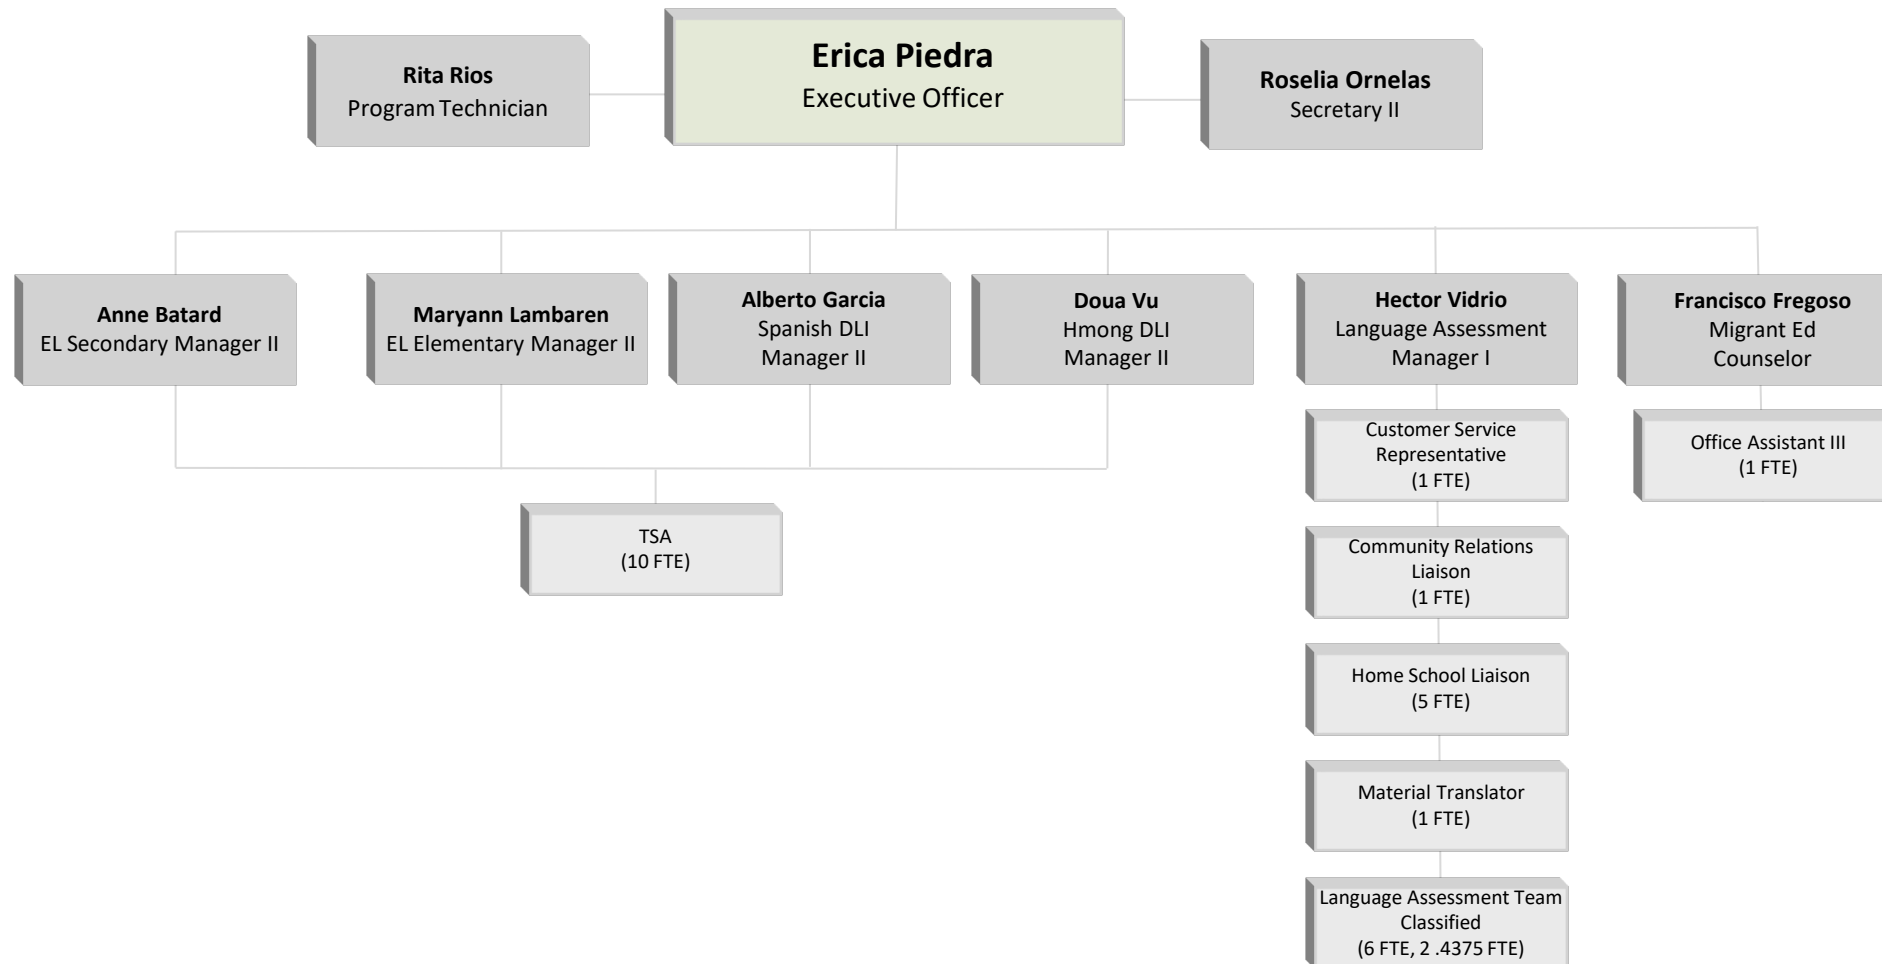 Erica Piedra
Executive Officer
Rita Rios
Program Technician
Roselia Ornelas
Secretary II
Anne Batard
EL Secondary Manager II
Maryann Lambaren
EL Elementary Manager II
Alberto Garcia
Spanish DLI
Manager II
Doua Vu
Hmong DLI
Manager II
Hector Vidrio
Language Assessment
Manager I
Francisco Fregoso
Migrant Ed
Counselor
TSA
(10 FTE)
Customer Service
Representative
(1 FTE)
Community Relations
Liaison
(1 FTE)
Home School Liaison
(5 FTE)
Material Translator
(1 FTE)
Language Assessment Team
Classified
(6 FTE, 2 .4375 FTE)
Office Assistant III
(1 FTE)